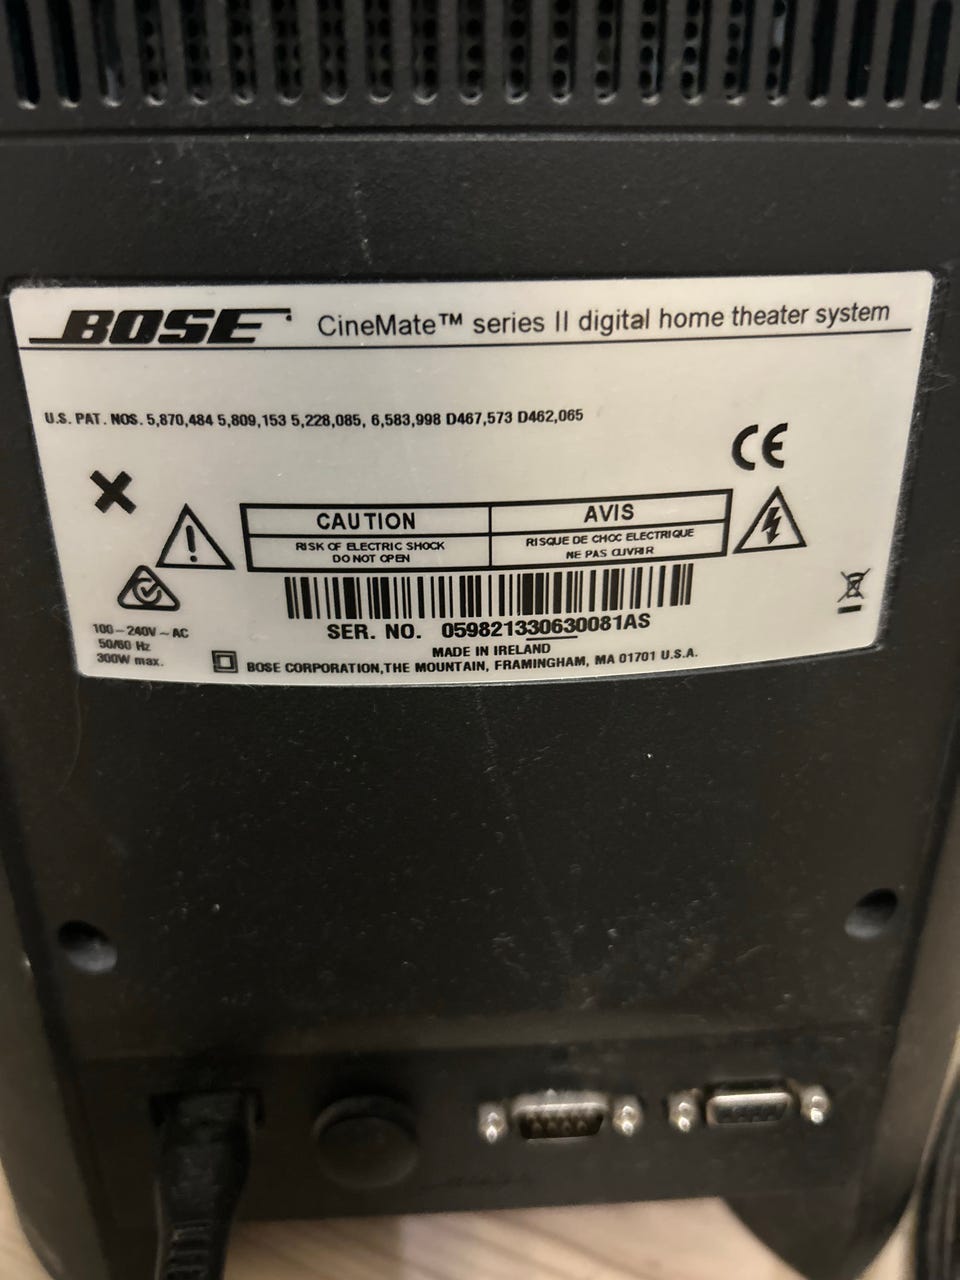 BOSE CineMate™ series II digital home theater system
U.S. PAT. NOS. 5,870,484 5,809,153 5,228,085, 6,583,998 D467,573 D462,065
CE
CAUTION
RISK OF ELECTRIC SHOCK
DO NOT OPEN
AVIS
RISQUE DE CHOC ELECTRIQUE
NE PAS OUVRIR
100-240V ~ AC
50/60 Hz
300W max.
SER. NO. 059821330630081AS
MADE IN IRELAND
BOSE CORPORATION,THE MOUNTAIN, FRAMINGHAM, MA 01701 U.S.A.